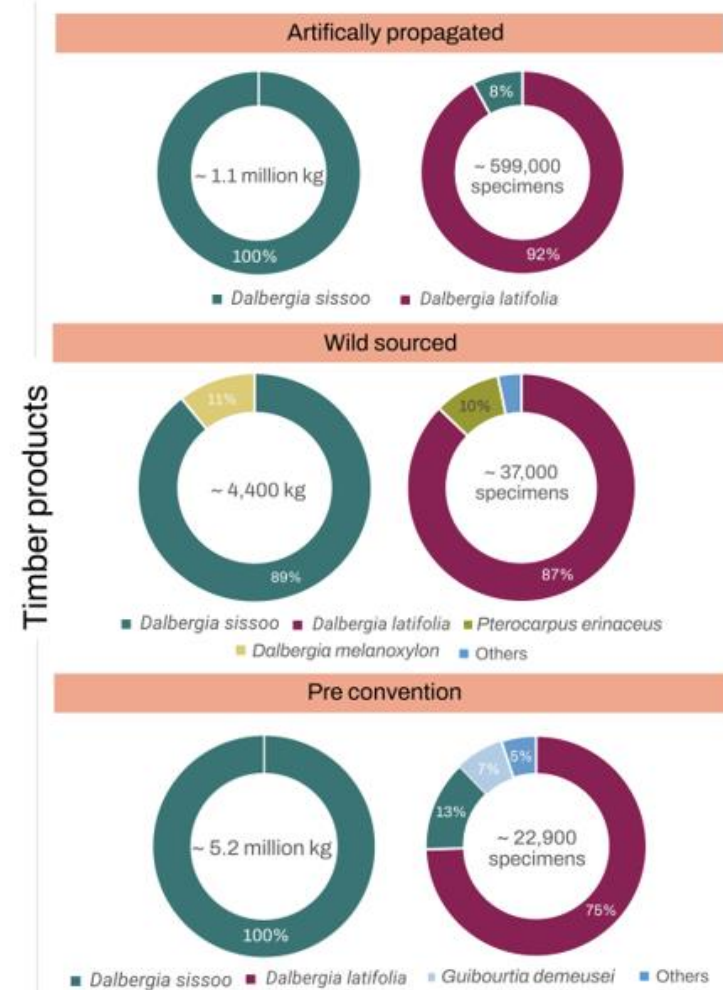 Timber products
Artifically propagated
~ 1.1 million kg
100%
8%
~ 599,000
specimens
92%
Dalbergia sissoo Dalbergia latifolia
Wild sourced
11%
~ 4,400 kg
89%
10%
~ 37,000
specimens
87%
Dalbergia sissoo Dalbergia latifolia Pterocarpus erinaceus
Dalbergia melanoxylon Others
Pre convention
~ 5.2 million kg
100%
5%
7%
13%
~ 22,900
specimens
75%
Dalbergia sissoo Dalbergia latifolia Guibourtia demeusei Others